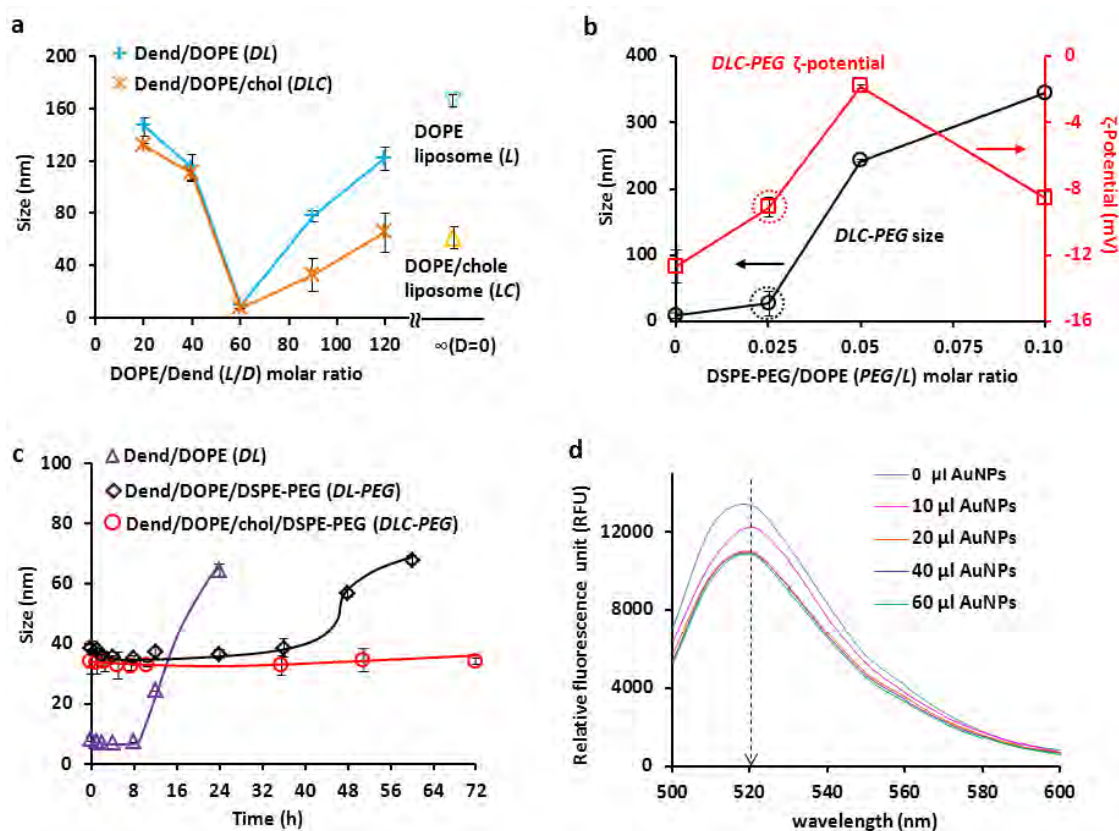 a
200
160
120
80
40
0
Size (nm)
Dend/DOPE (DL)
Dend/DOPE/chol (DLC)
DOPE
liposome (L)
DOPE/chole
liposome (LC)
0 20 40 60 80 100 120
∞(D=0)
DOPE/Dend (L/D) molar ratio
b
400
300
200
100
0
Size (nm)
DLC-PEG ζ-potential
DLC-PEG size
0
-4
-8
-12
-16
ζ-Potential (mV)
0 0.025 0.05 0.075 0.10
DSPE-PEG/DOPE (PEG/L) molar ratio
c
100
80
60
40
20
0
Size (nm)
Dend/DOPE (DL)
Dend/DOPE/DSPE-PEG (DL-PEG)
Dend/DOPE/chol/DSPE-PEG (DLC-PEG)
0 8 16 24 32 40 48 56 64 72
Time (h)
d
12000
8000
4000
0
Relative fluorescence unit (RFU)
0 µl AuNPs
10 µl AuNPs
20 µl AuNPs
40 µl AuNPs
60 µl AuNPs
500 520 540 560 580 600
wavelength (nm)